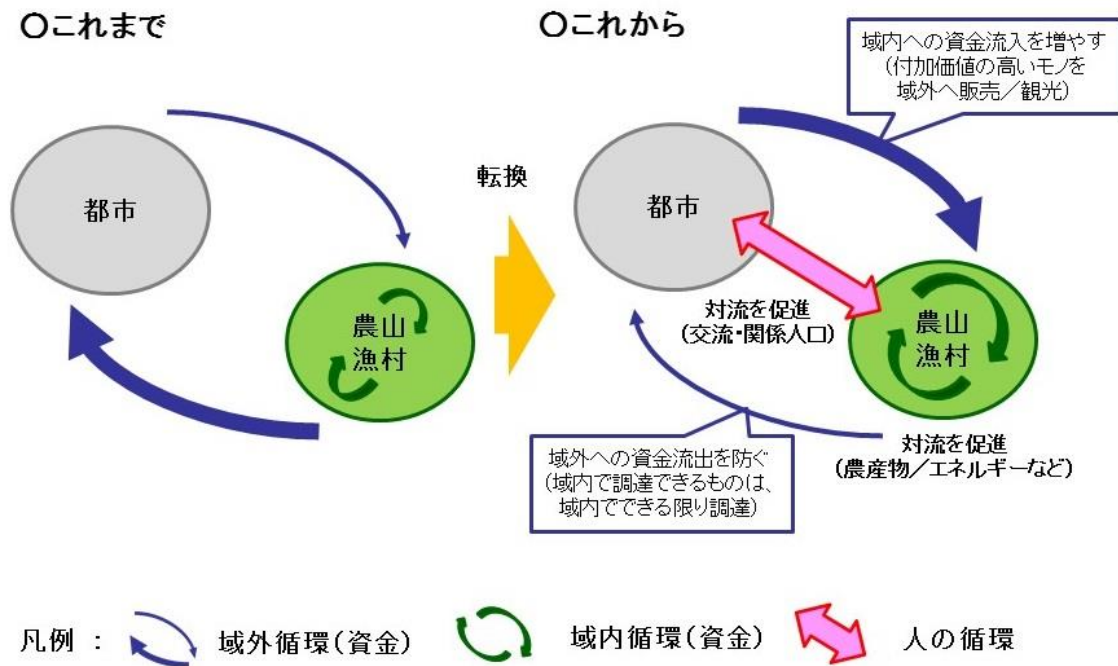 〇これまで
都市
農山
漁村
転換
〇これから
域内への資金流入を増やす
(付加価値の高いモノを
域外へ販売／観光)
都市
対流を促進
(交流・関係人口)
農山
漁村
域外への資金流出を防ぐ
(域内で調達できるものは、
域内でできる限り調達)
対流を促進
(農産物／エネルギーなど)
凡例 ： 域外循環(資金) 域内循環(資金) 人の循環